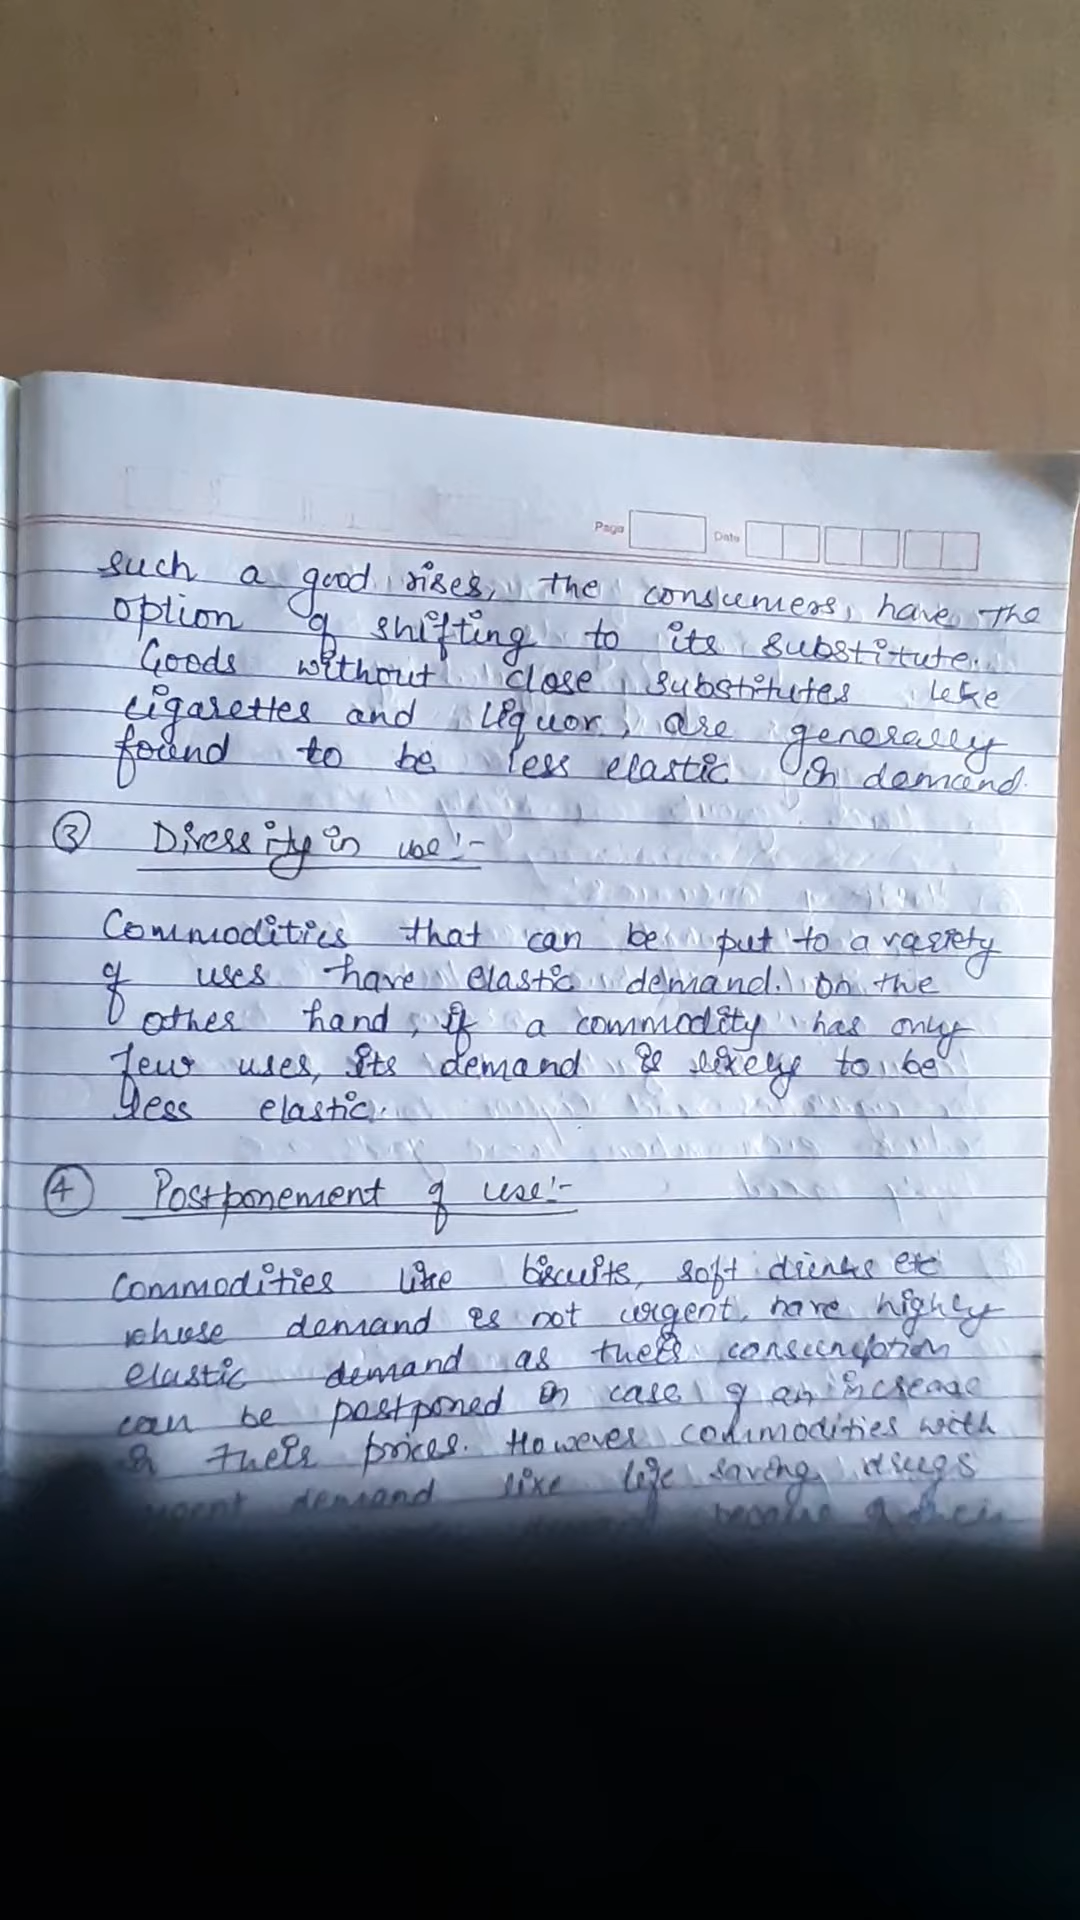 Page Date
such a good rises, the consumers, have the
option of shifting to its substitute.
Goods without close substitutes like
cigarettes and liquor, are generally
found to be less elastic in demand.
③ Diversity in use:-
Commodities that can be put to a variety
of uses have elastic demand. On the
other hand, if a commodity has only
few uses, its demand is likely to be
less elastic.
④ Postponement of use:-
Commodities like biscuits, soft drinks etc
whose demand is not urgent, have highly
elastic demand as their consumption
can be postponed in case of an increase
in their prices. However commodities with
demand like life saving drugs
because of their